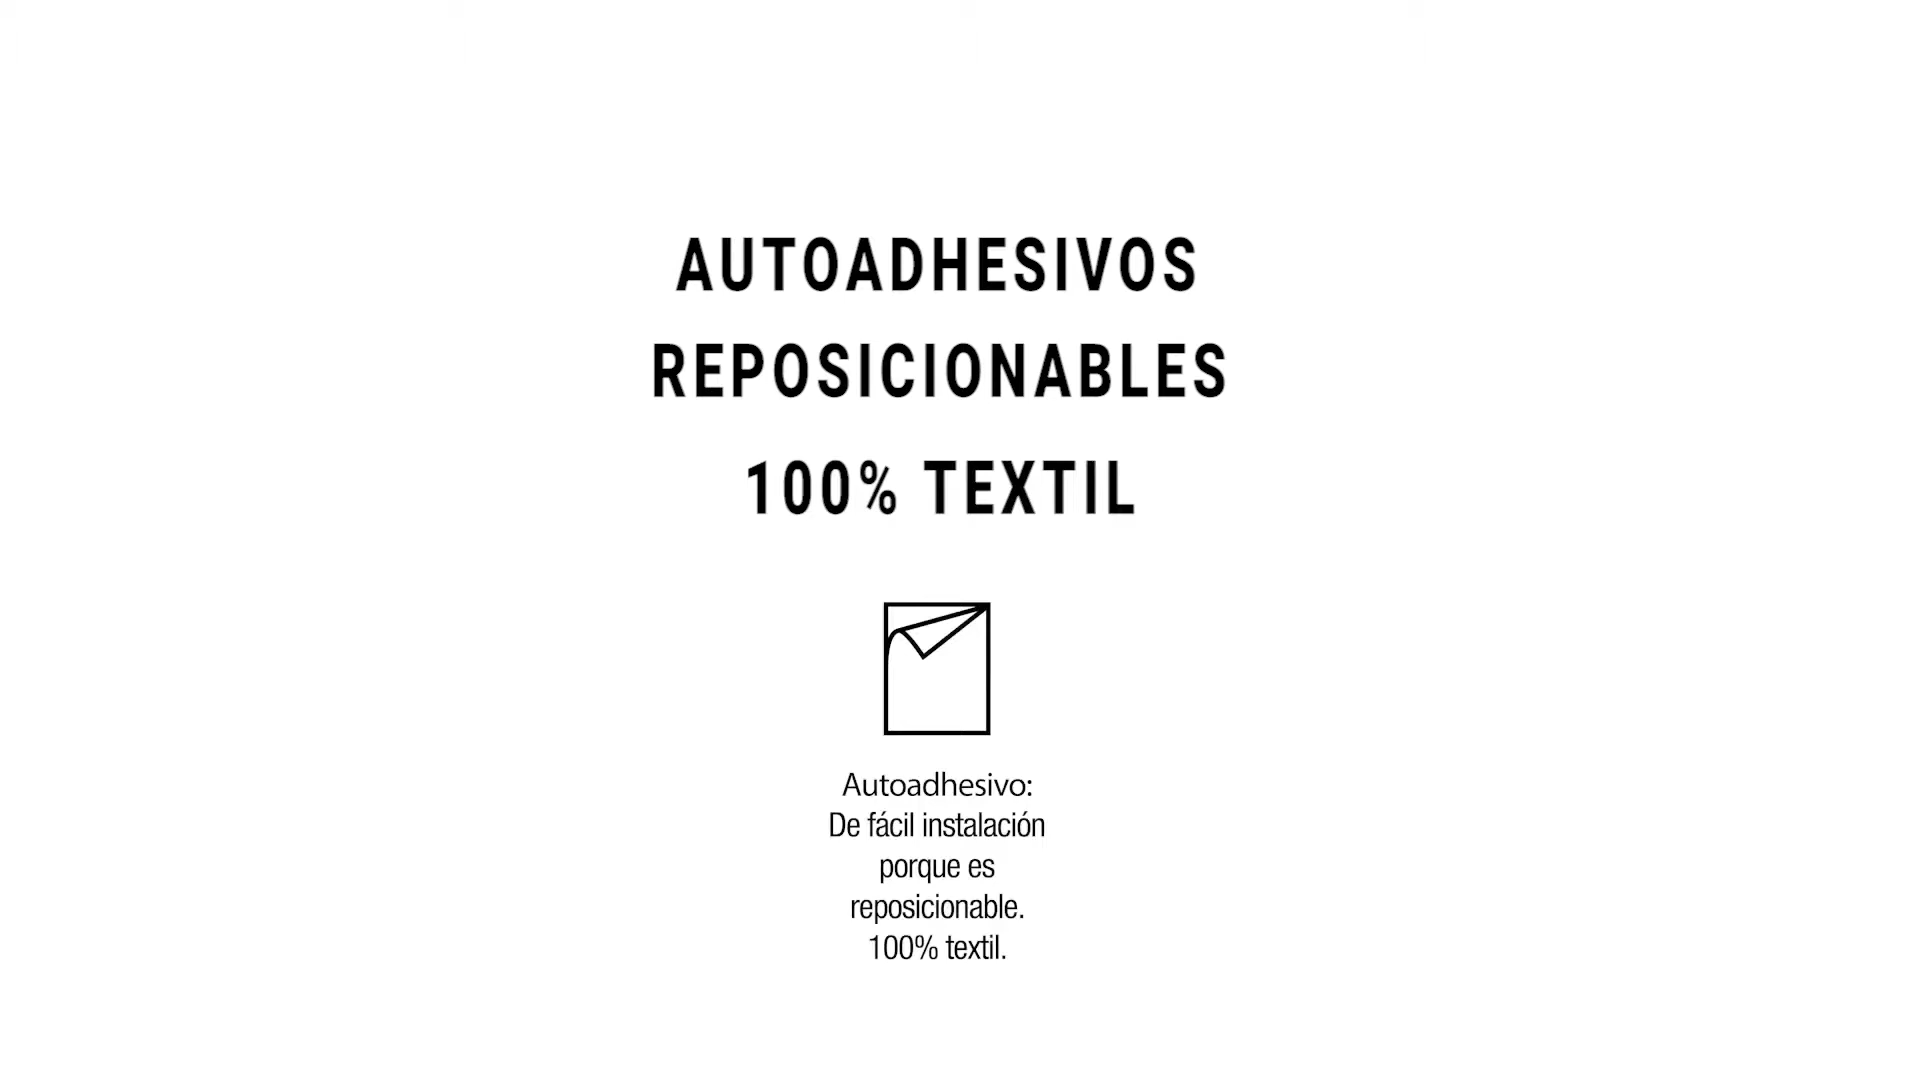 AUTOADHESIVOS
REPOSICIONABLES
100% TEXTIL
Autoadhesivo:
De fácil instalación
porque es
reposicionable.
100% textil.